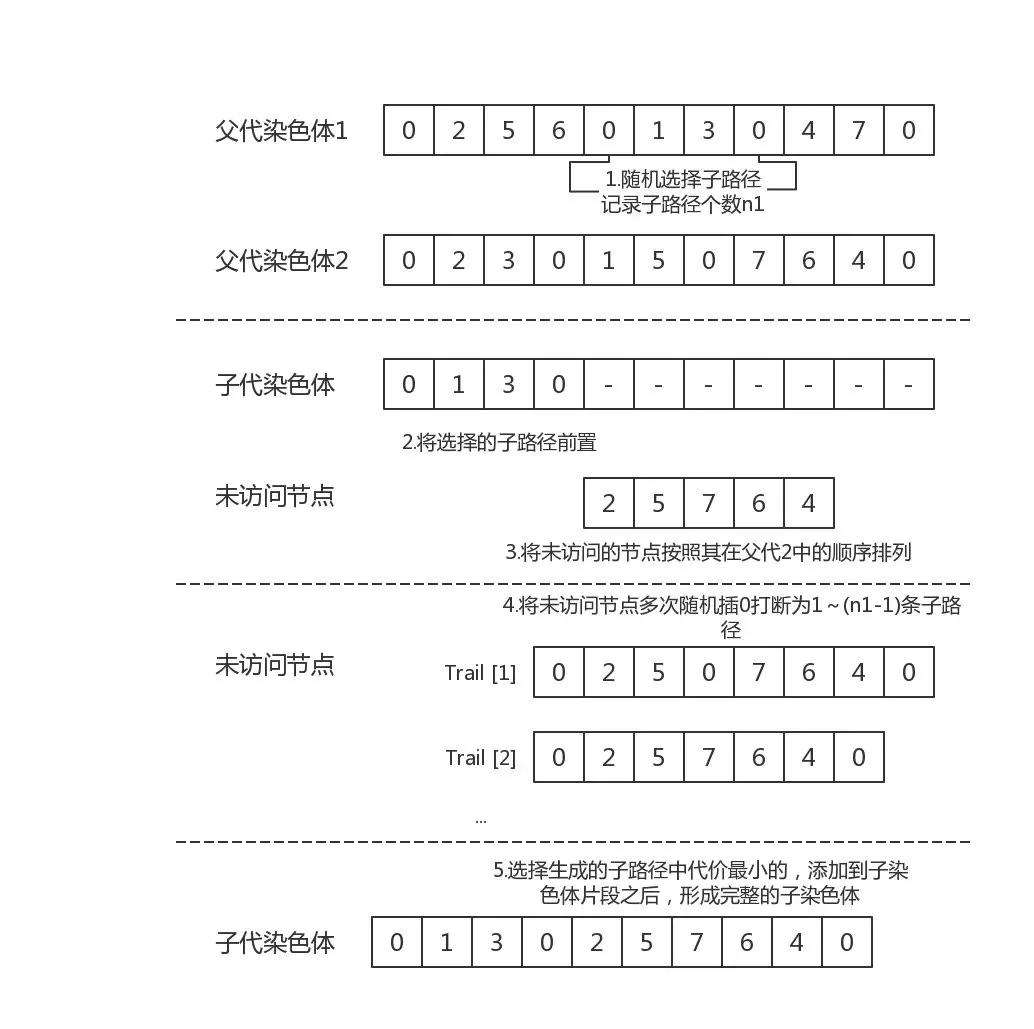 父代染色体1 0 2 5 6 0 1 3 0 4 7 0
1.随机选择子路径
记录子路径个数n1
父代染色体2 0 2 3 0 1 5 0 7 6 4 0
子代染色体 0 1 3 0 - - - - - - -
2.将选择的子路径前置
未访问节点 2 5 7 6 4
3.将未访问的节点按照其在父代2中的顺序排列
4.将未访问节点多次随机插0打断为1～(n1-1)条子路
径
未访问节点 Trail [1] 0 2 5 0 7 6 4 0
Trail [2] 0 2 5 7 6 4 0
...
5.选择生成的子路径中代价最小的，添加到子染
色体片段之后，形成完整的子染色体
子代染色体 0 1 3 0 2 5 7 6 4 0